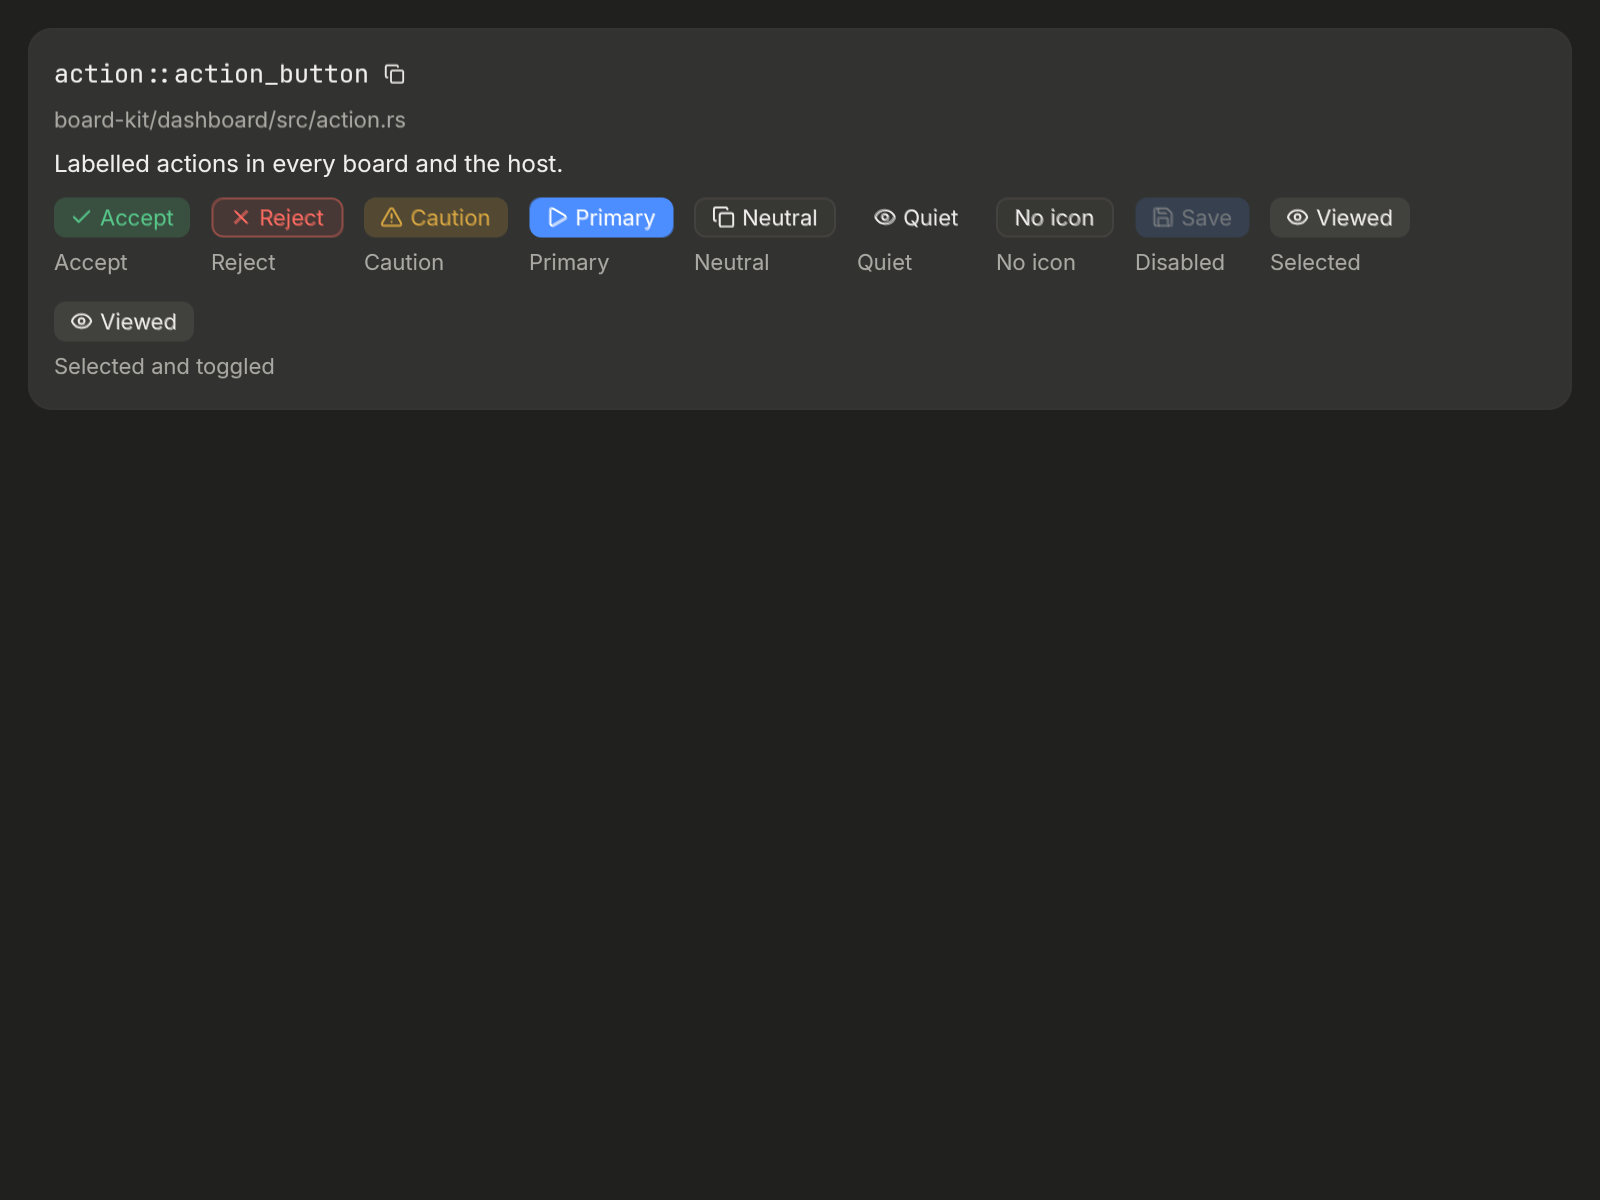 action::action_button
board-kit/dashboard/src/action.rs
Labelled actions in every board and the host.
Accept Reject Caution Primary Neutral Quiet No icon Save Viewed
Accept Reject Caution Primary Neutral Quiet No icon Disabled Selected
Viewed
Selected and toggled